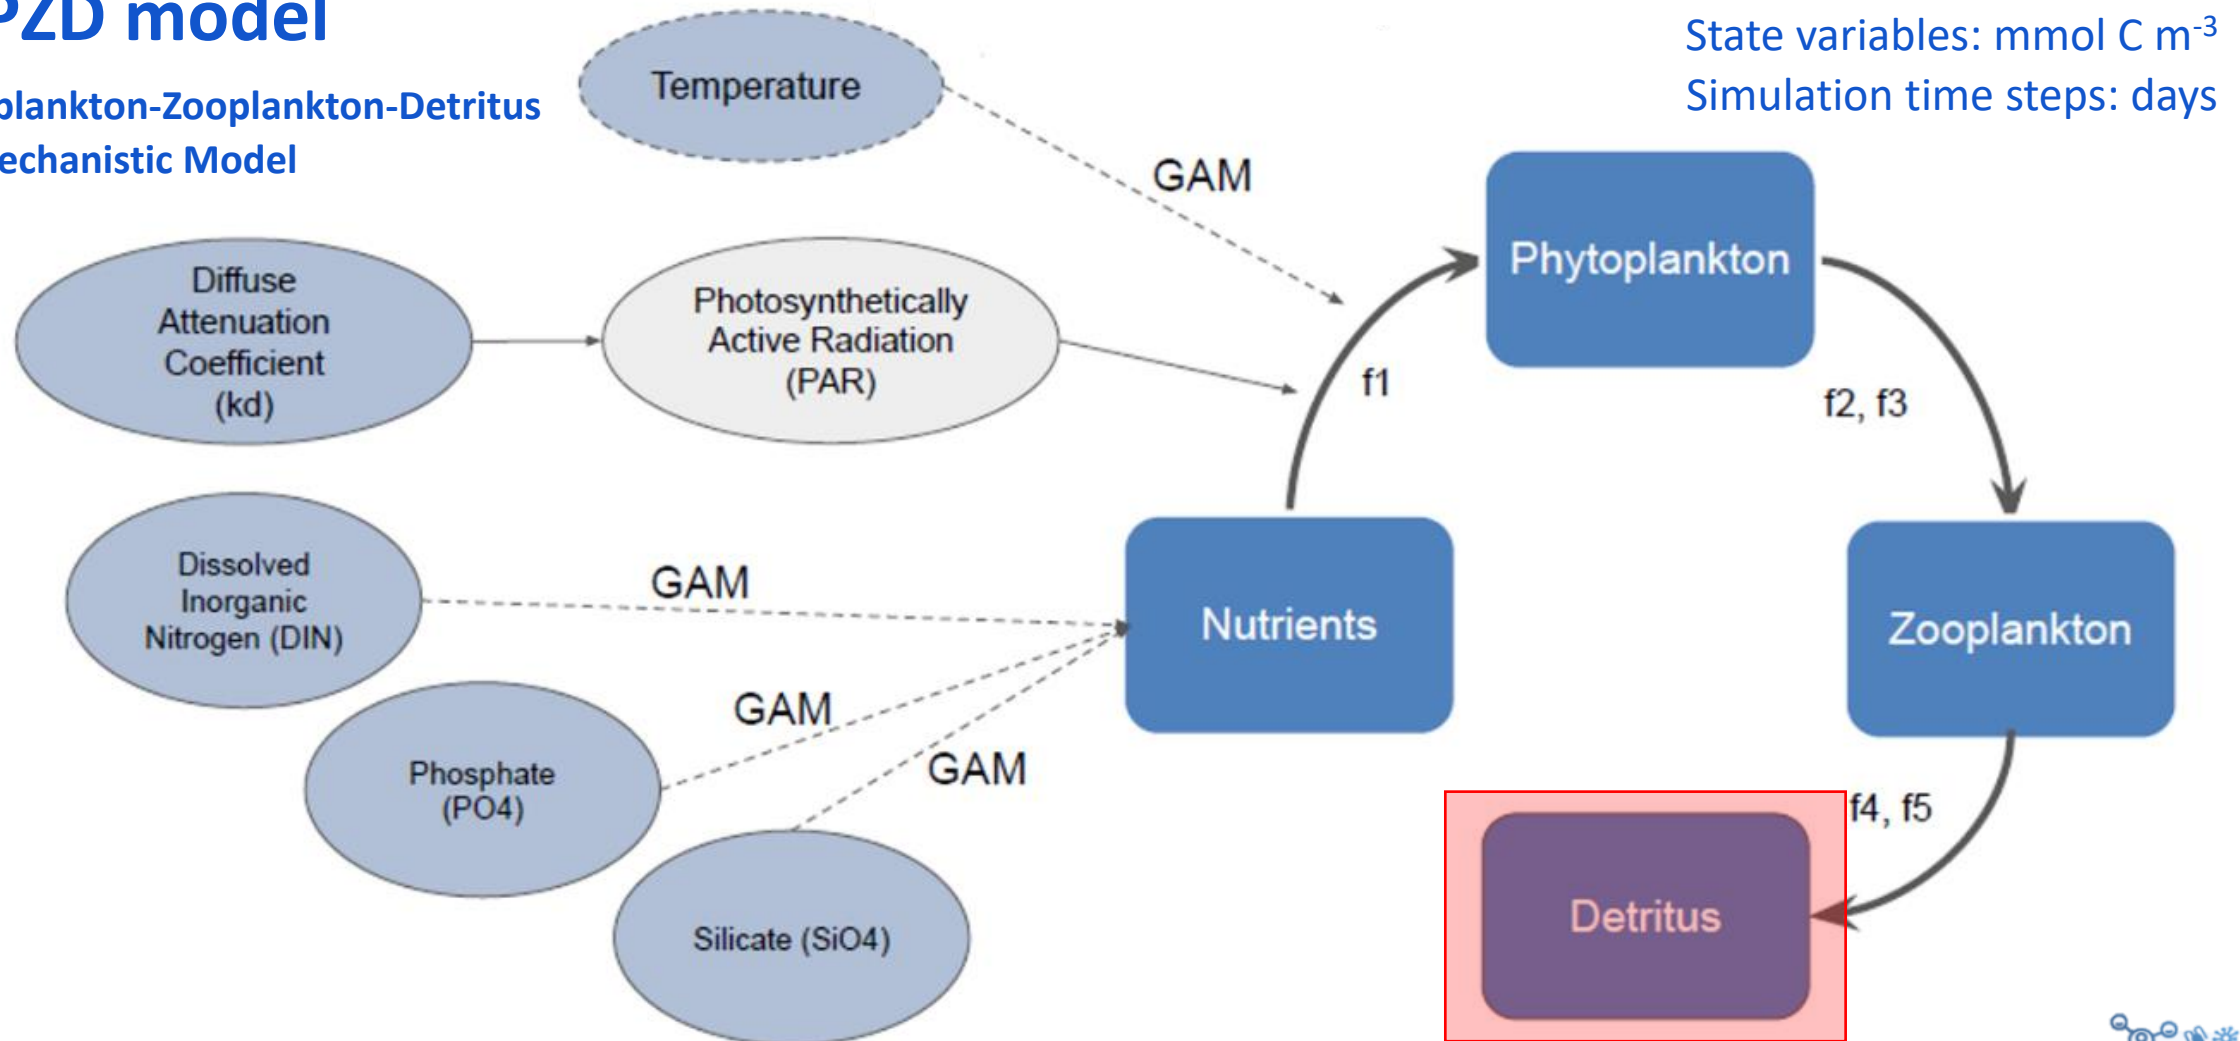 PZD model
plankton-Zooplankton-Detritus
echanistic Model
State variables: mmol C m-3
Simulation time steps: days
Temperature
GAM
Phytoplankton
Diffuse
Attenuation
Coefficient
(kd)
Photosynthetically
Active Radiation
(PAR)
f1
f2, f3
Dissolved
Inorganic
Nitrogen (DIN)
GAM
Nutrients
Zooplankton
Phosphate
(PO4)
GAM
GAM
f4, f5
Silicate (SiO4)
Detritus